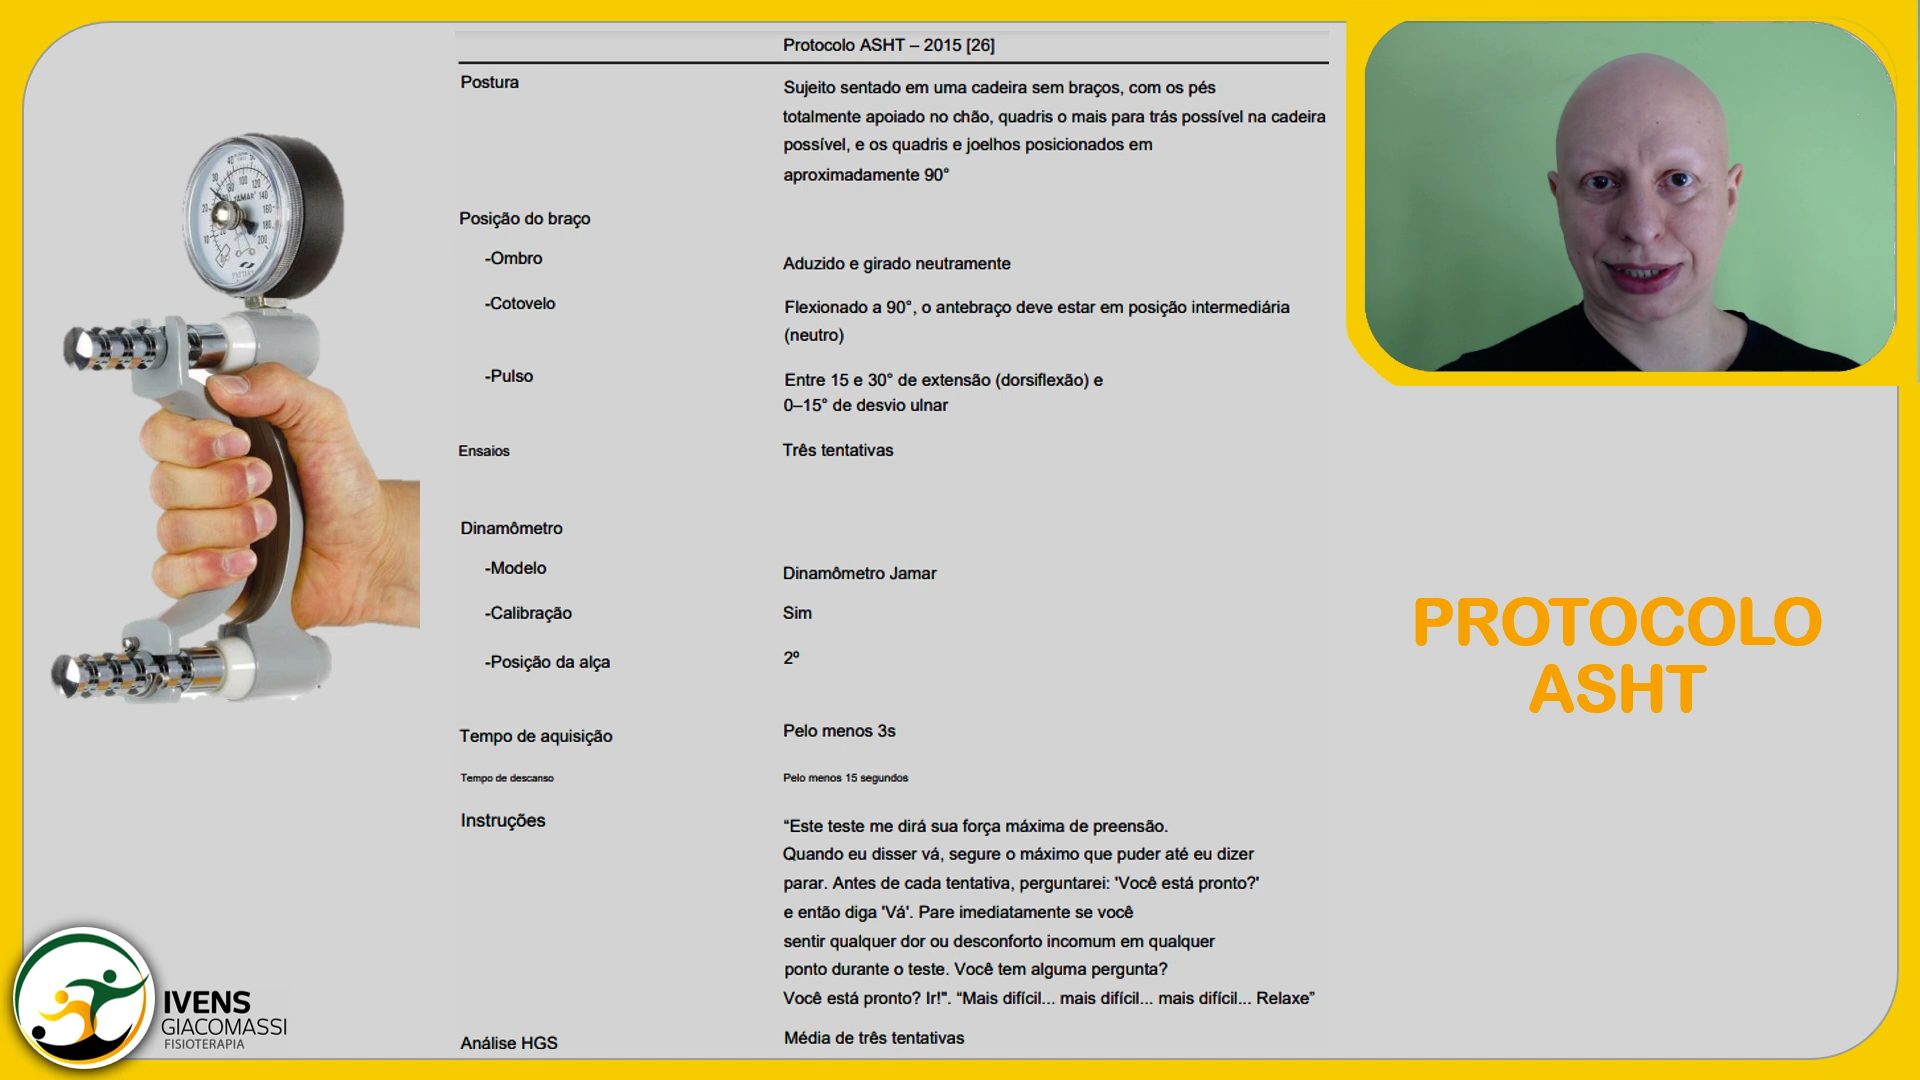 Protocolo ASHT – 2015 [26]
Postura
Sujeito sentado em uma cadeira sem braços, com os pés
totalmente apoiado no chão, quadris o mais para trás possível na cadeira
possível, e os quadris e joelhos posicionados em
aproximadamente 90°
Posição do braço
-Ombro
Aduzido e girado neutramente
-Cotovelo
Flexionado a 90°, o antebraço deve estar em posição intermediária
(neutro)
-Pulso
Entre 15 e 30° de extensão (dorsiflexão) e
0–15° de desvio ulnar
Ensaios
Três tentativas
Dinamômetro
-Modelo
Dinamômetro Jamar
-Calibração
Sim
-Posição da alça
2º
Tempo de aquisição
Pelo menos 3s
Tempo de descanso
Pelo menos 15 segundos
Instruções
“Este teste me dirá sua força máxima de preensão.
Quando eu disser vá, segure o máximo que puder até eu dizer
parar. Antes de cada tentativa, perguntarei: 'Você está pronto?'
e então diga 'Vá'. Pare imediatamente se você
sentir qualquer dor ou desconforto incomum em qualquer
ponto durante o teste. Você tem alguma pergunta?
Você está pronto? Ir!". “Mais difícil... mais difícil... mais difícil... Relaxe”
Análise HGS
Média de três tentativas
PROTOCOLO
ASHT
IVENS
GIACOMASSI
FISIOTERAPIA